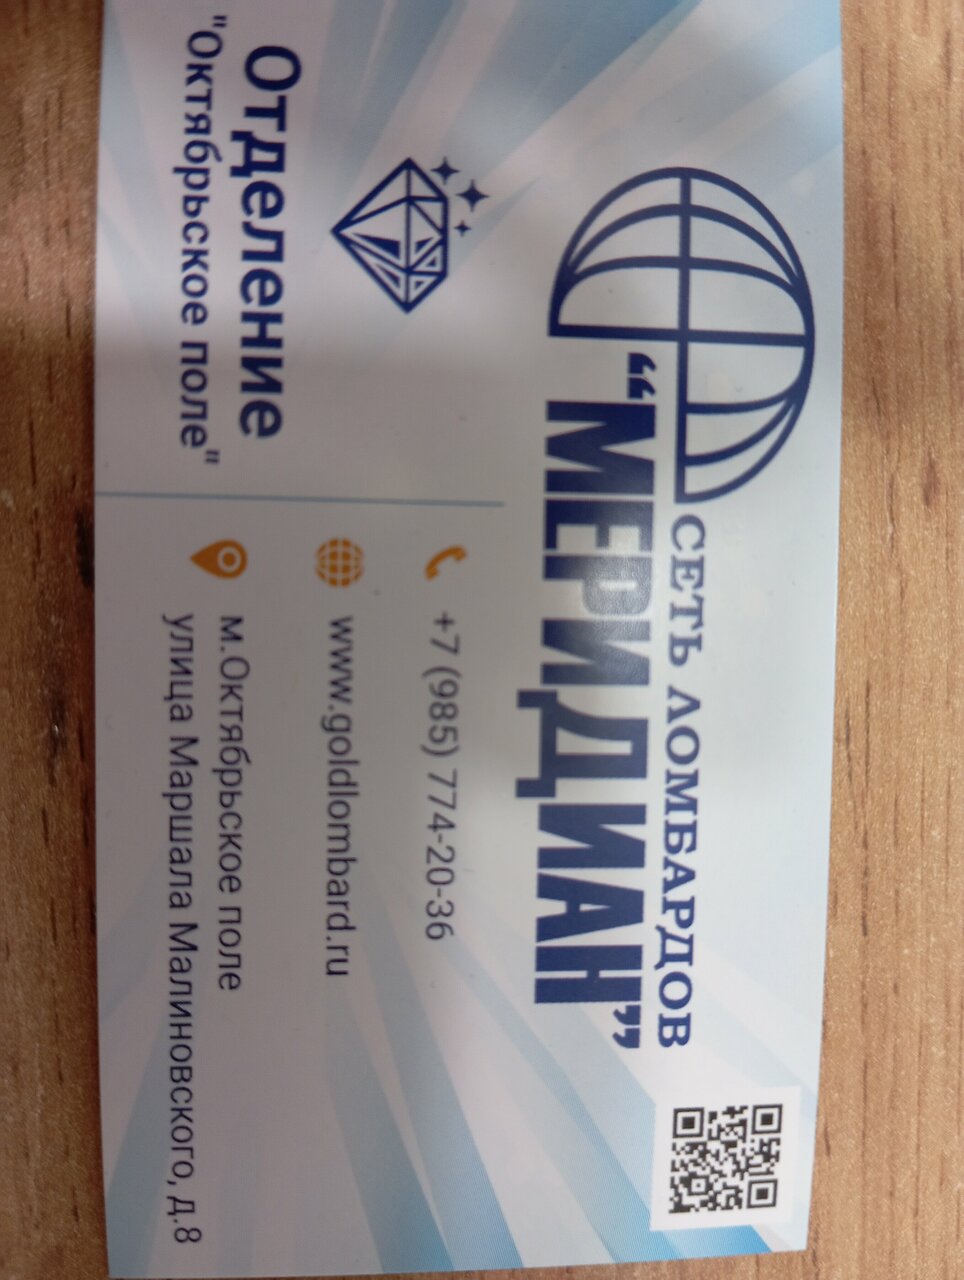 СЕТЬ ЛОМБАРДОВ
“МЕРИДИАН”
Отделение
"Октябрьское поле"
+7 (985) 774-20-36
www.goldlombard.ru
м.Октябрьское поле
улица Маршала Малиновского, д.8